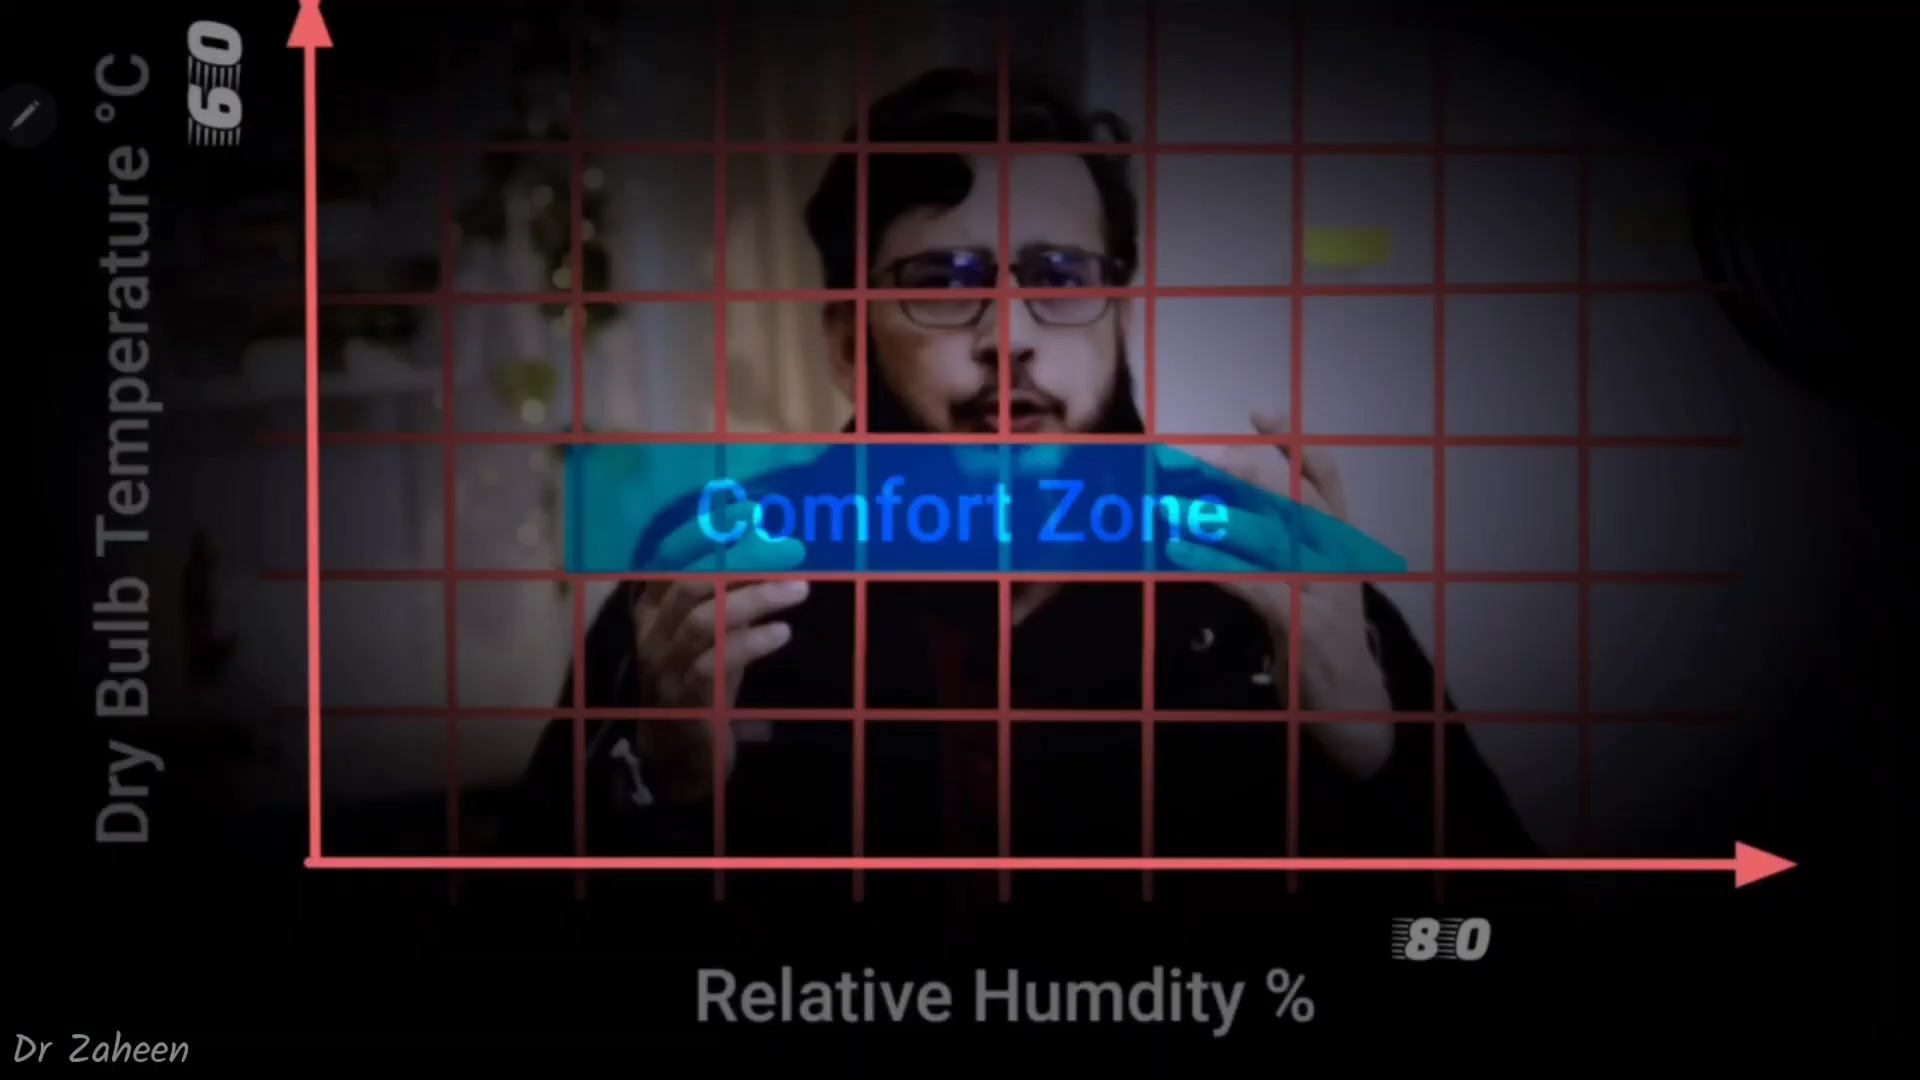 Dry Bulb Temperature °C
60
Comfort Zone
80
Relative Humdity %
Dr Zaheen